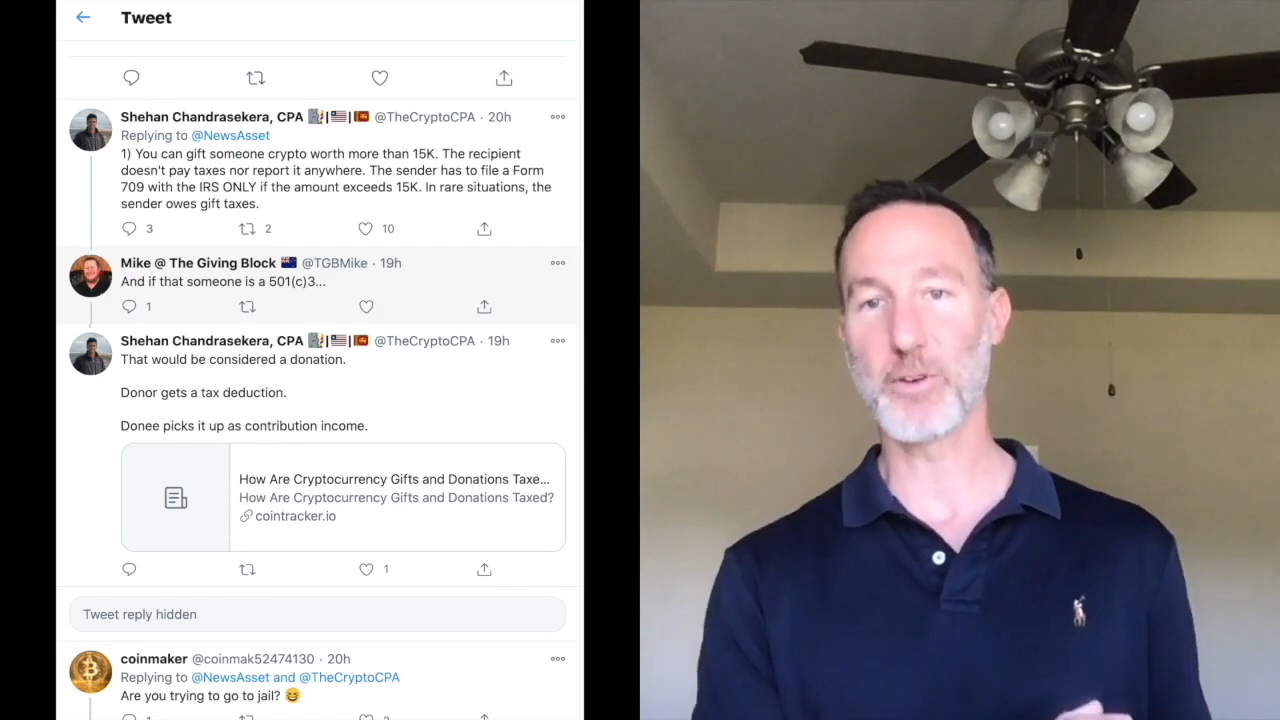 Tweet
Shehan Chandrasekera, CPA @TheCryptoCPA · 20h
Replying to @NewsAsset
1) You can gift someone crypto worth more than 15K. The recipient
doesn't pay taxes nor report it anywhere. The sender has to file a Form
709 with the IRS ONLY if the amount exceeds 15K. In rare situations, the
sender owes gift taxes.
3 2 10
Mike @ The Giving Block @TGBMike · 19h
And if that someone is a 501(c)3...
1
Shehan Chandrasekera, CPA @TheCryptoCPA · 19h
That would be considered a donation.
Donor gets a tax deduction.
Donee picks it up as contribution income.
How Are Cryptocurrency Gifts and Donations Taxe...
How Are Cryptocurrency Gifts and Donations Taxed?
cointracker.io
1
Tweet reply hidden
coinmaker @coinmak52474130 · 20h
Replying to @NewsAsset and @TheCryptoCPA
Are you trying to go to jail? 😆